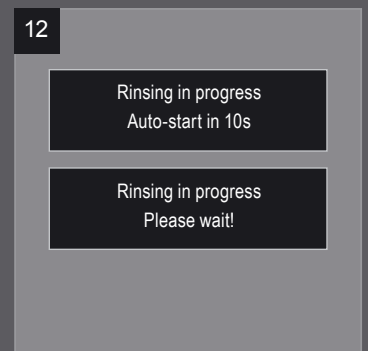 12
Rinsing in progress
Auto-start in 10s
Rinsing in progress
Please wait!